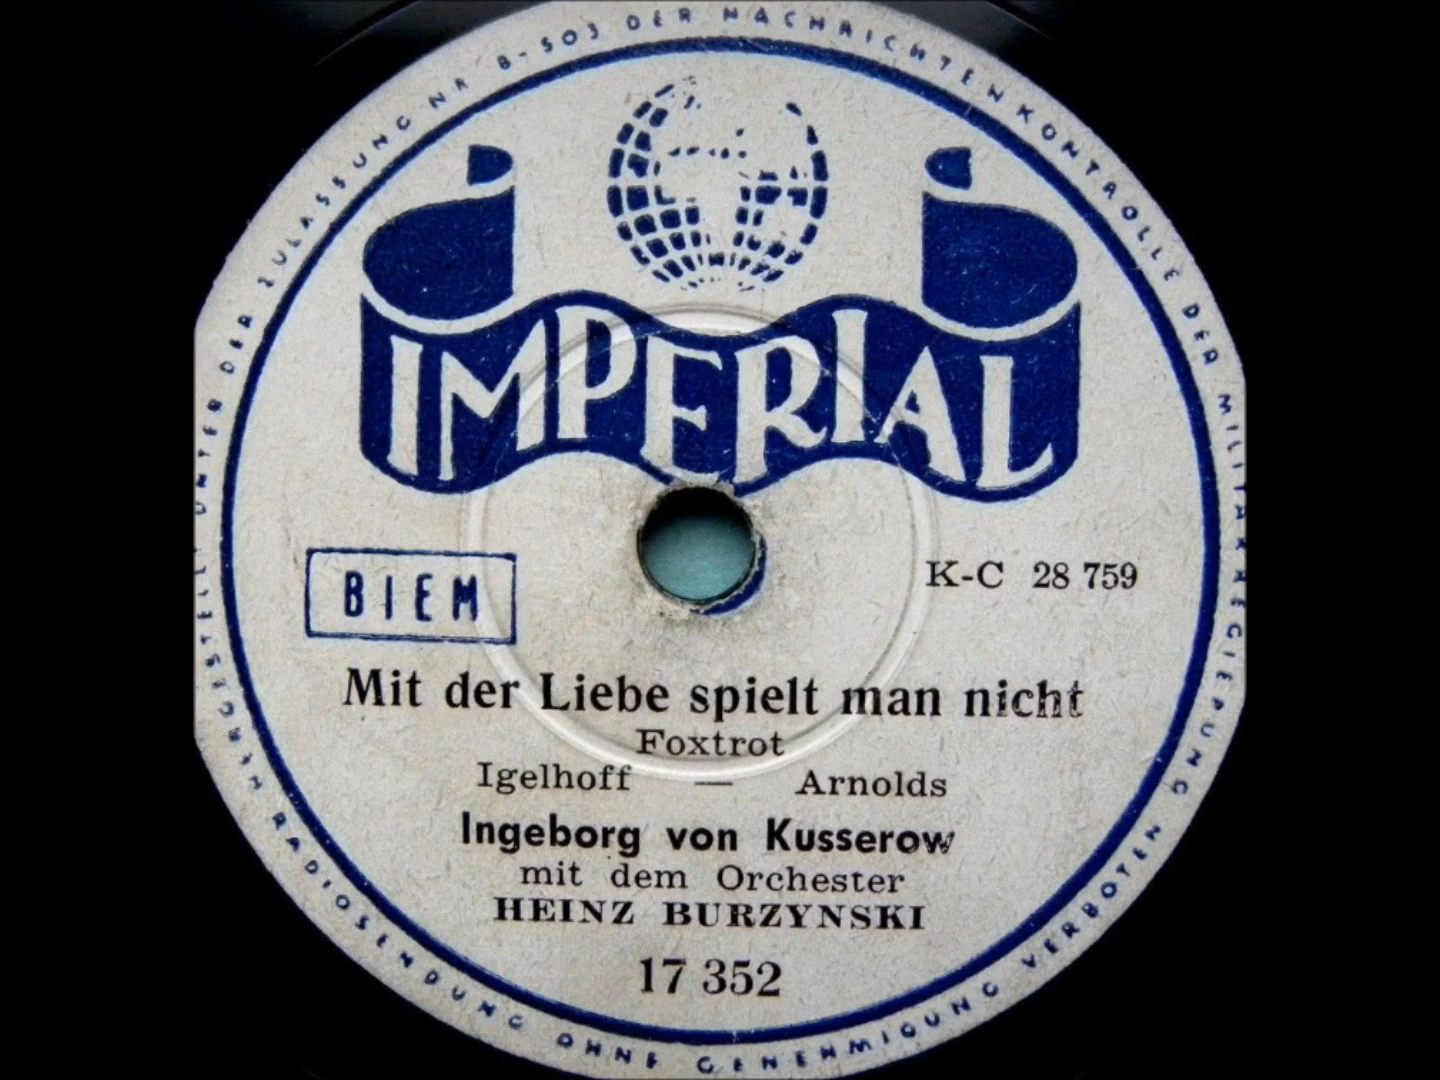 HERGESTELLT UNTER DER ZULASSUNG NR B-503 DER NACHRICHTENKONTROLLE DER MILITÄRREGIERUNG
IMPERIAL
BIEM
K-C 28 759
Mit der Liebe spielt man nicht
Foxtrot
Igelhoff — Arnolds
Ingeborg von Kusserow
mit dem Orchester
HEINZ BURZYNSKI
17 352
RADIOSENDUNG OHNE GENEHMIGUNG VERBOTEN